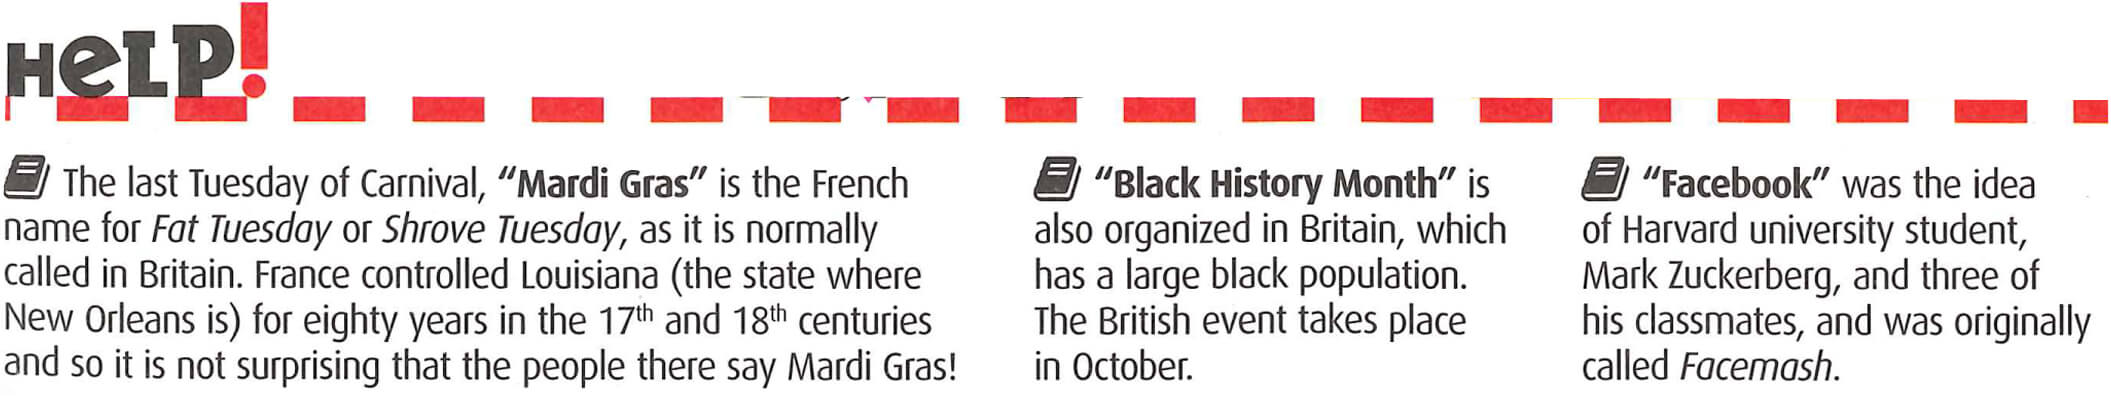 HeLP!
The last Tuesday of Carnival, “Mardi Gras” is the French
name for Fat Tuesday or Shrove Tuesday, as it is normally
called in Britain. France controlled Louisiana (the state where
New Orleans is) for eighty years in the 17th and 18th centuries
and so it is not surprising that the people there say Mardi Gras!
“Black History Month” is
also organized in Britain, which
has a large black population.
The British event takes place
in October.
“Facebook” was the idea
of Harvard university student,
Mark Zuckerberg, and three of
his classmates, and was originally
called Facemash.